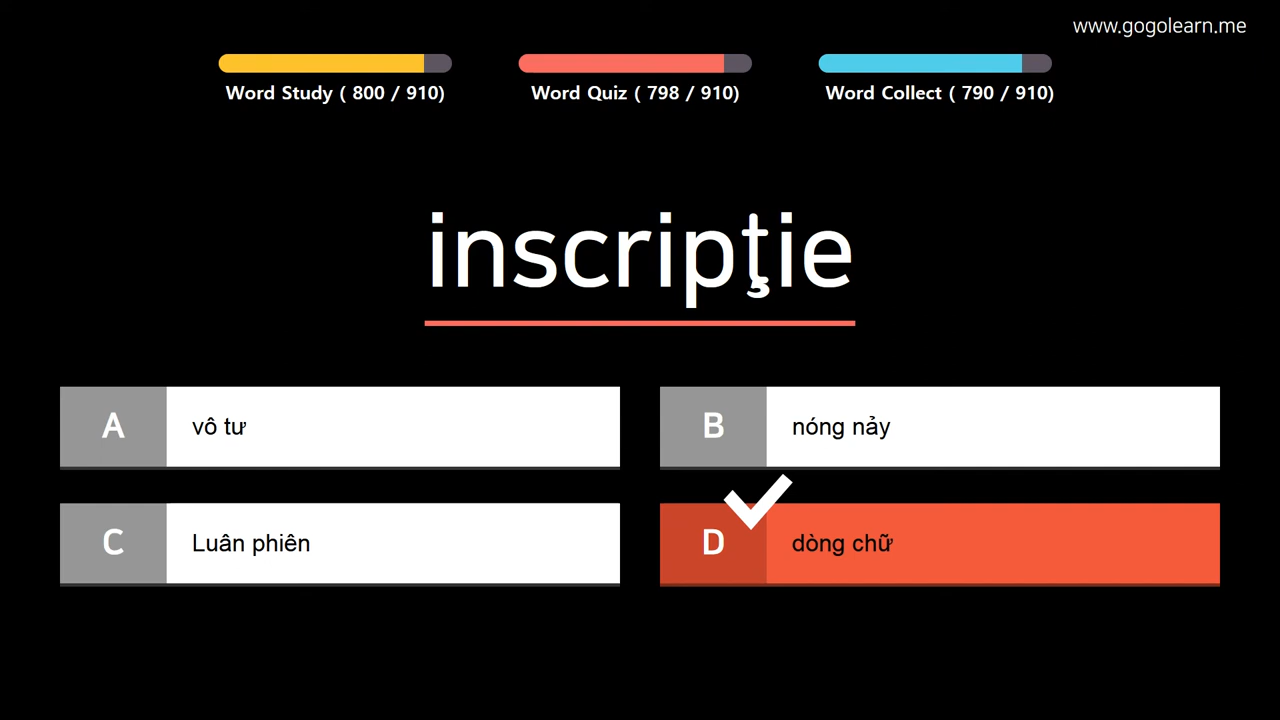 www.gogolearn.me
Word Study ( 800 / 910)
Word Quiz ( 798 / 910)
Word Collect ( 790 / 910)
inscripţie
A vô tư
B nóng nảy
C Luân phiên
D dòng chữ